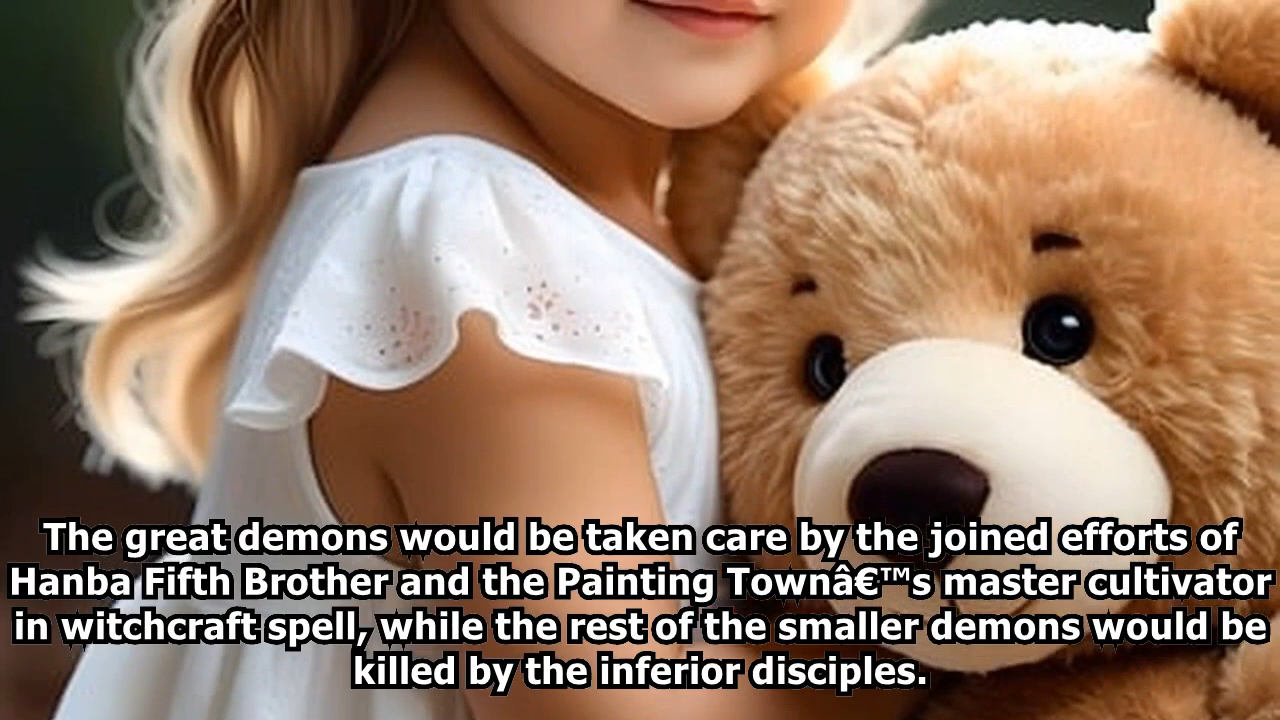 The great demons would be taken care by the joined efforts of
Hanba Fifth Brother and the Painting Townâ€™s master cultivator
in witchcraft spell, while the rest of the smaller demons would be
killed by the inferior disciples.